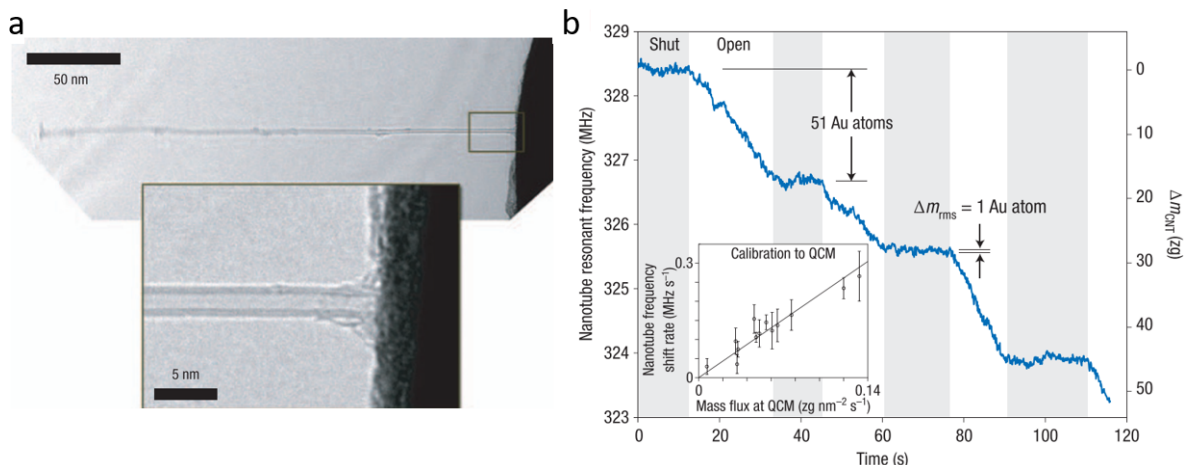 a
50 nm
5 nm
b
Nanotube resonant frequency (MHz)
329
328
327
326
325
324
323
Shut Open
51 Au atoms
Δm_rms = 1 Au atom
0
10
20
30
40
50
Δm_CNT (zg)
Calibration to QCM
Nanotube frequency
shift rate (MHz s⁻¹)
0.3
0
0 0.14
Mass flux at QCM (zg nm⁻² s⁻¹)
0 20 40 60 80 100 120
Time (s)